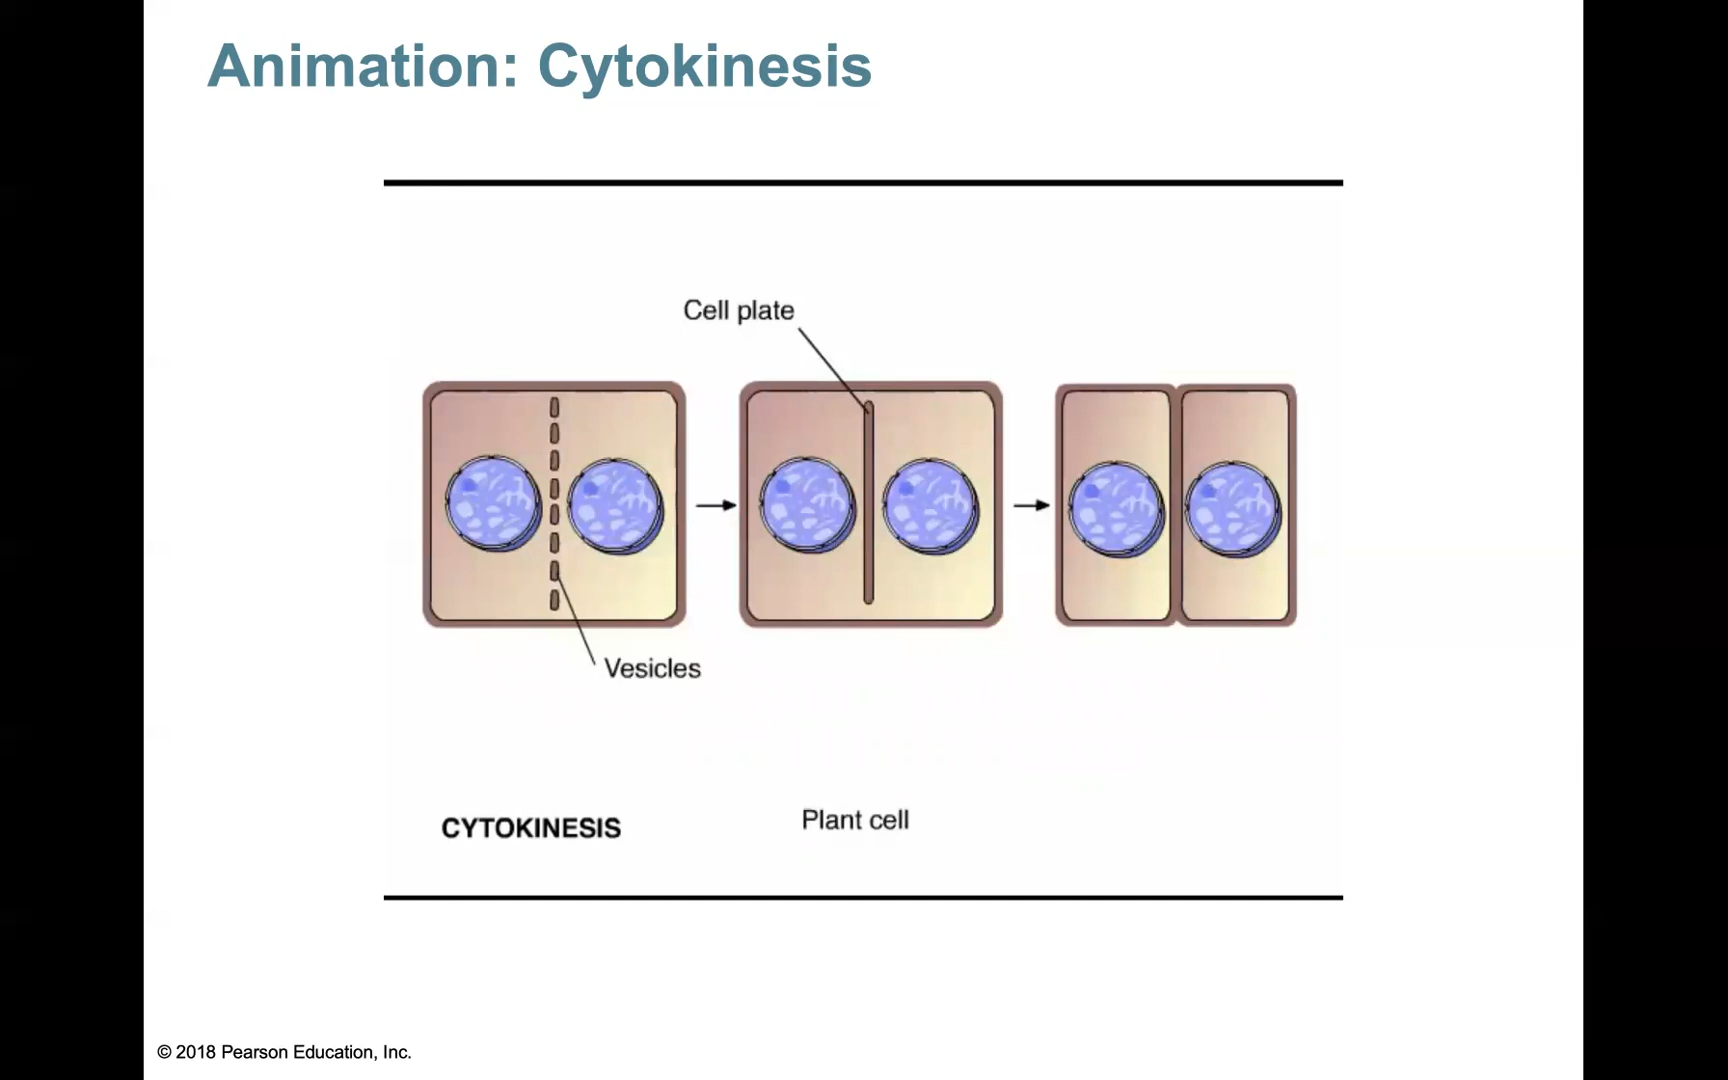 Animation: Cytokinesis
Cell plate
Vesicles
CYTOKINESIS
Plant cell
© 2018 Pearson Education, Inc.